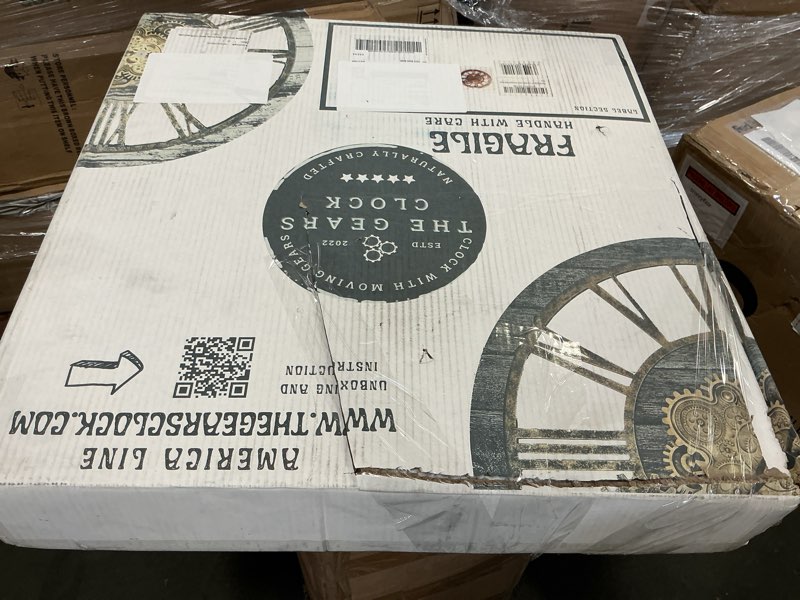 LABEL SECTION
FRAGILE
HANDLE WITH CARE
NATURALLY CRAFTED
THE GEARS
CLOCK
ESTD
2022
CLOCK WITH MOVING GEARS
UNBOXING AND
INSTRUCTION
WWW.THEGEARSCLOCK.COM
AMERICA LINE